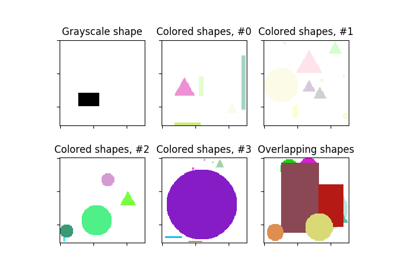 Grayscale shape
Colored shapes, #0
Colored shapes, #1
Colored shapes, #2
Colored shapes, #3
Overlapping shapes